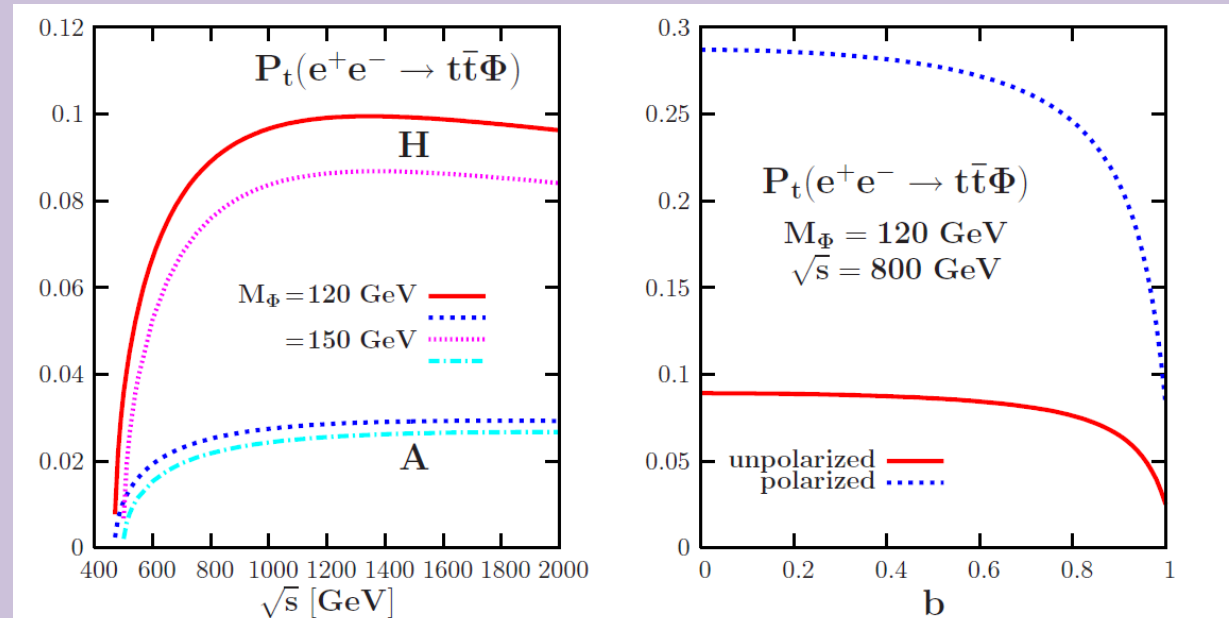 0.12
0.1
0.08
0.06
0.04
0.02
0
P_t(e⁺e⁻ → tt̄Φ)
H
M_Φ = 120 GeV
= 150 GeV
A
400 600 800 1000 1200 1400 1600 1800 2000
√s [GeV]
0.3
0.25
0.2
0.15
0.1
0.05
0
P_t(e⁺e⁻ → tt̄Φ)
M_Φ = 120 GeV
√s = 800 GeV
unpolarized
polarized
0 0.2 0.4 0.6 0.8 1
b